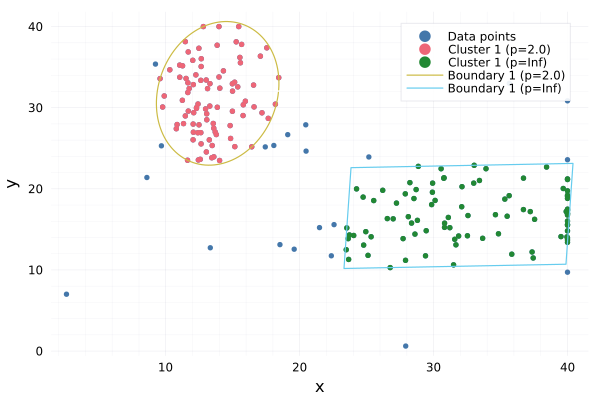 40
30
20
10
0
y
10
20
30
40
x
Data points
Cluster 1 (p=2.0)
Cluster 1 (p=Inf)
Boundary 1 (p=2.0)
Boundary 1 (p=Inf)